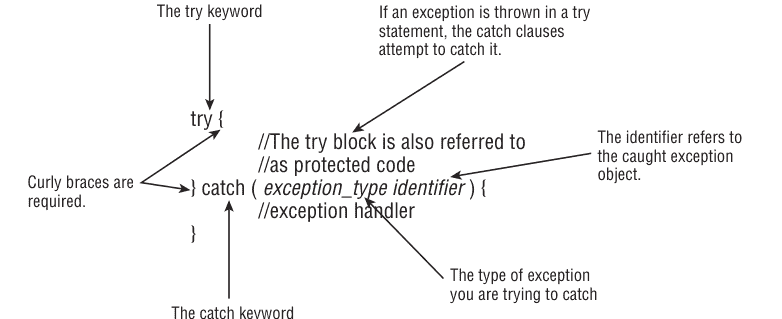 The try keyword
If an exception is thrown in a try
statement, the catch clauses
attempt to catch it.
try {
//The try block is also referred to
//as protected code
The identifier refers to
the caught exception
object.
Curly braces are
required.
} catch ( exception_type identifier ) {
//exception handler
}
The type of exception
you are trying to catch
The catch keyword